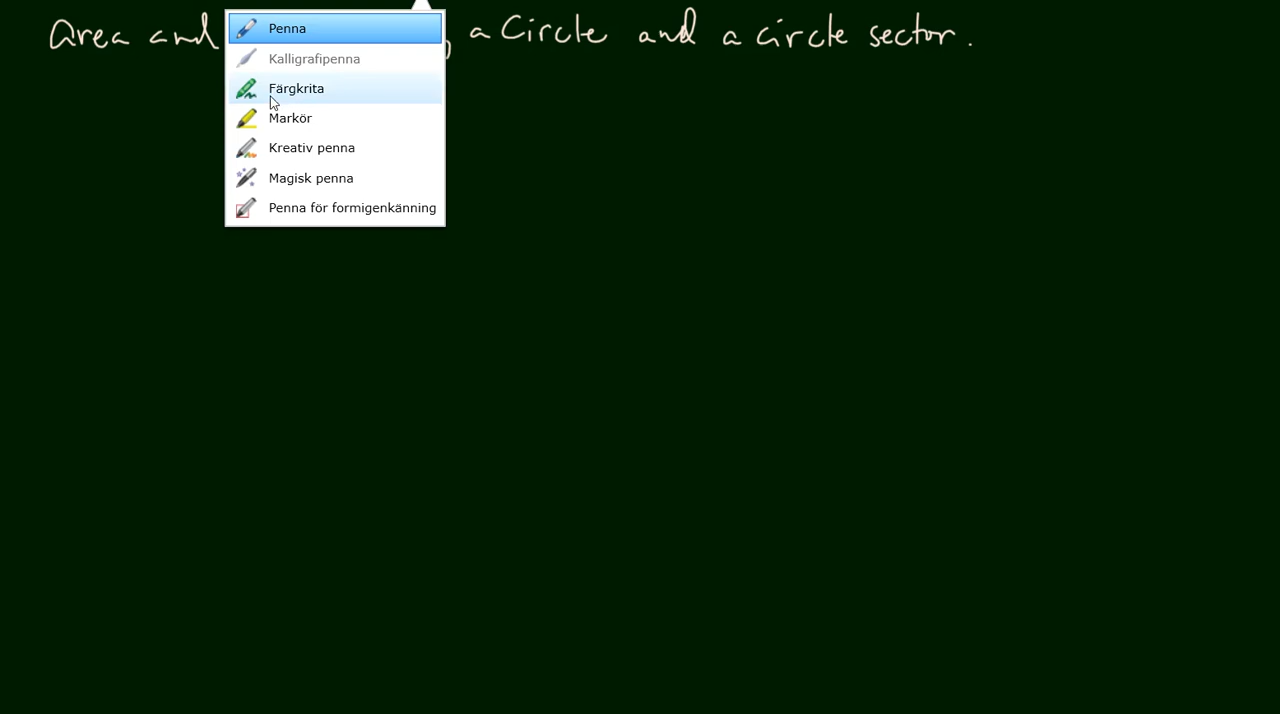 Area and a Circle and a circle sector.
Penna
Kalligrafipenna
Färgkrita
Markör
Kreativ penna
Magisk penna
Penna för formigenkänning